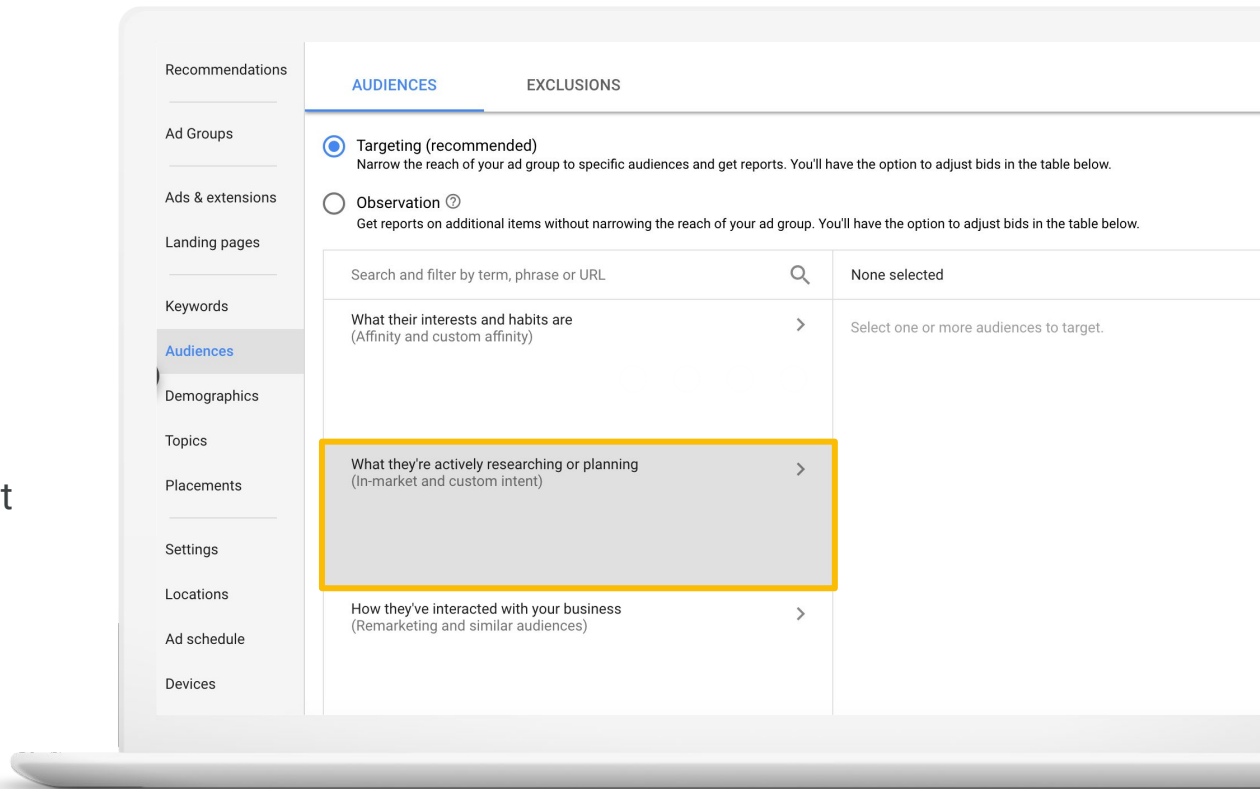 Recommendations
Ad Groups
Ads & extensions
Landing pages
Keywords
Audiences
Demographics
Topics
Placements
Settings
Locations
Ad schedule
Devices
AUDIENCES
EXCLUSIONS
Targeting (recommended)
Narrow the reach of your ad group to specific audiences and get reports. You'll have the option to adjust bids in the table below.
Observation
Get reports on additional items without narrowing the reach of your ad group. You'll have the option to adjust bids in the table below.
Search and filter by term, phrase or URL
None selected
What their interests and habits are
(Affinity and custom affinity)
Select one or more audiences to target.
What they're actively researching or planning
(In-market and custom intent)
How they've interacted with your business
(Remarketing and similar audiences)
t